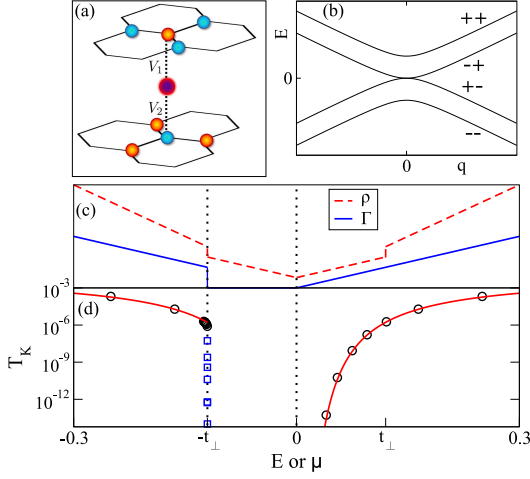 (a)
V₁
V₂
(b)
E
0
++
-+
+-
--
0
q
(c)
ρ
Γ
(d)
T_K
10⁻³
10⁻⁶
10⁻⁹
10⁻¹²
-0.3
-t⊥
0
t⊥
0.3
E or μ